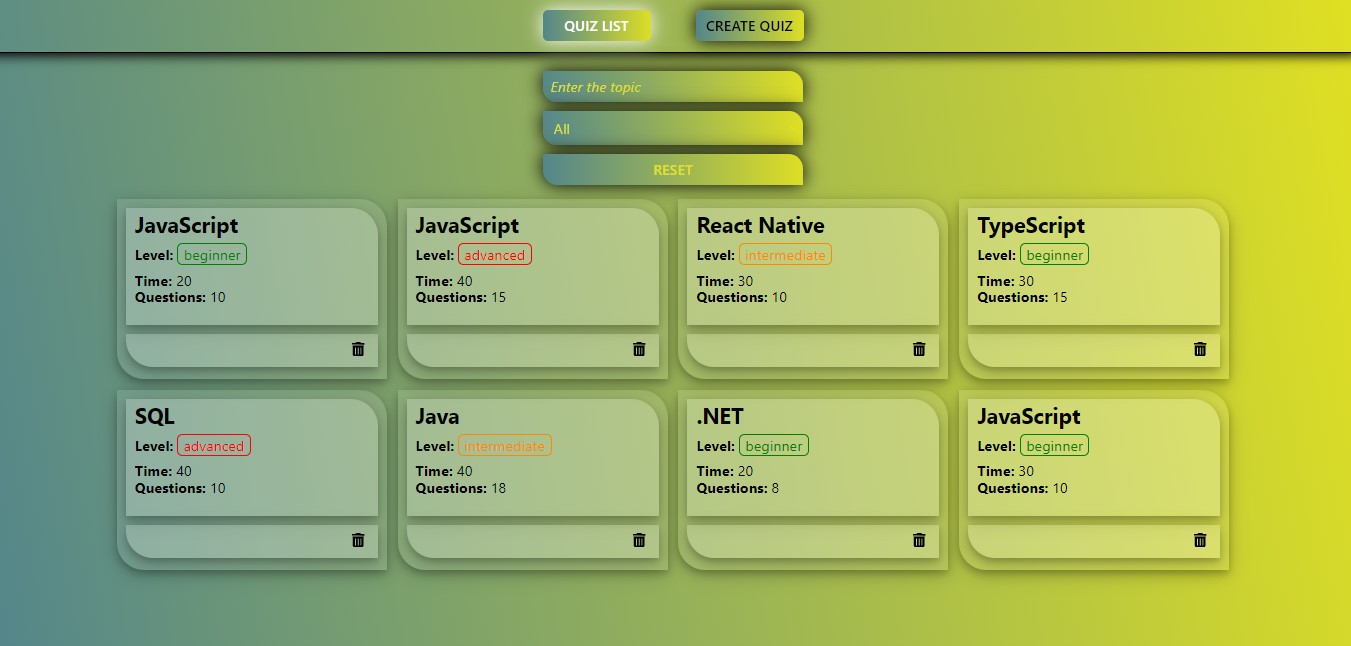 QUIZ LIST
CREATE QUIZ
Enter the topic
All
RESET
JavaScript
Level: beginner
Time: 20
Questions: 10
JavaScript
Level: advanced
Time: 40
Questions: 15
React Native
Level: intermediate
Time: 30
Questions: 10
TypeScript
Level: beginner
Time: 30
Questions: 15
SQL
Level: advanced
Time: 40
Questions: 10
Java
Level: intermediate
Time: 40
Questions: 18
.NET
Level: beginner
Time: 20
Questions: 8
JavaScript
Level: beginner
Time: 30
Questions: 10